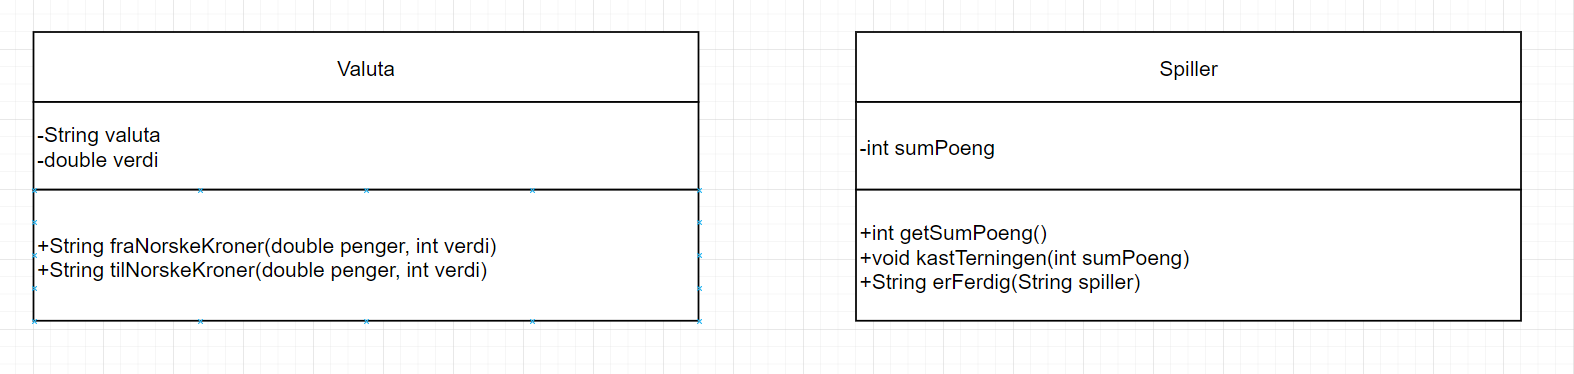 Valuta
-String valuta
-double verdi
+String fraNorskeKroner(double penger, int verdi)
+String tilNorskeKroner(double penger, int verdi)
Spiller
-int sumPoeng
+int getSumPoeng()
+void kastTerningen(int sumPoeng)
+String erFerdig(String spiller)